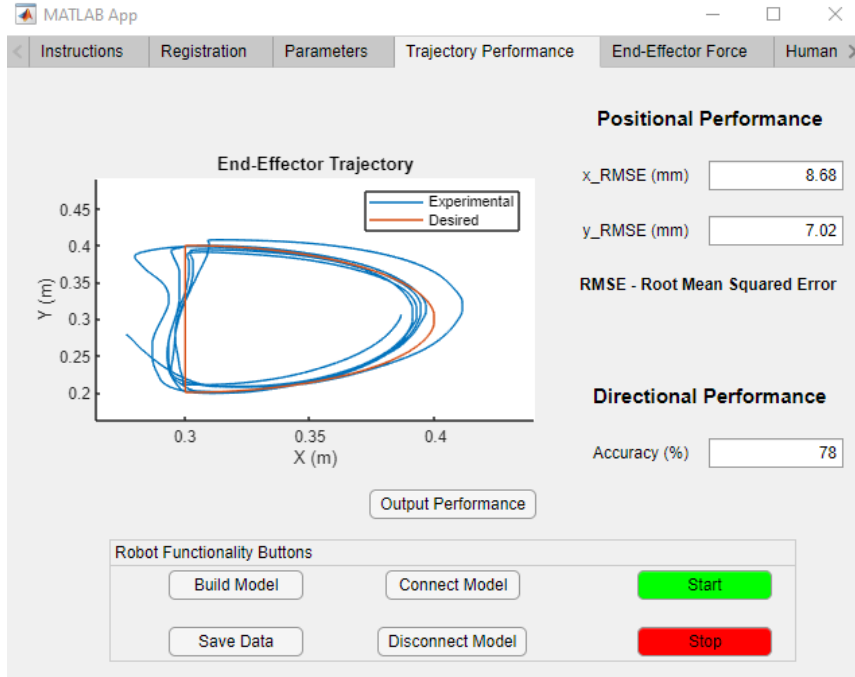 MATLAB App
Instructions
Registration
Parameters
Trajectory Performance
End-Effector Force
Human
End-Effector Trajectory
Experimental
Desired
0.45
0.4
0.35
0.3
0.25
0.2
Y (m)
0.3
0.35
0.4
X (m)
Positional Performance
x_RMSE (mm) 8.68
y_RMSE (mm) 7.02
RMSE - Root Mean Squared Error
Directional Performance
Accuracy (%) 78
Output Performance
Robot Functionality Buttons
Build Model
Connect Model
Start
Save Data
Disconnect Model
Stop